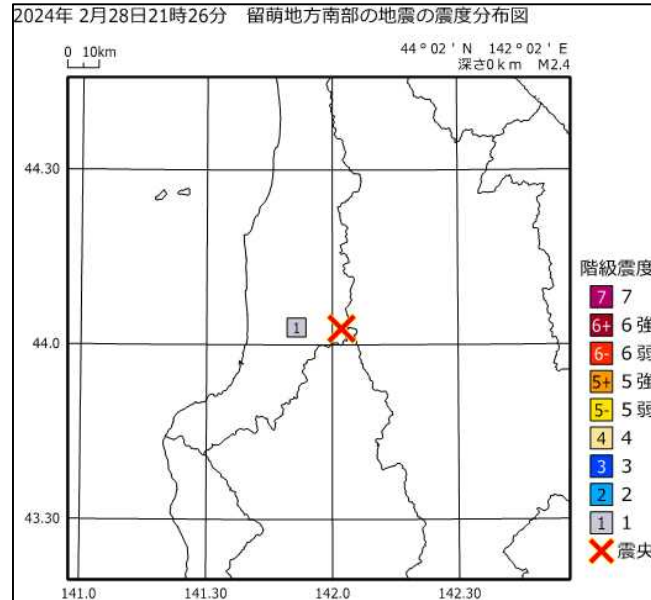 2024年 2月28日21時26分 留萌地方南部の地震の震度分布図
0 10km
44°02' N 142°02' E
深さ0km M2.4
44.30
44.0
43.30
141.0 141.30 142.0 142.30
1
階級震度
7 7
6+ 6強
6- 6弱
5+ 5強
5- 5弱
4 4
3 3
2 2
1 1
震央